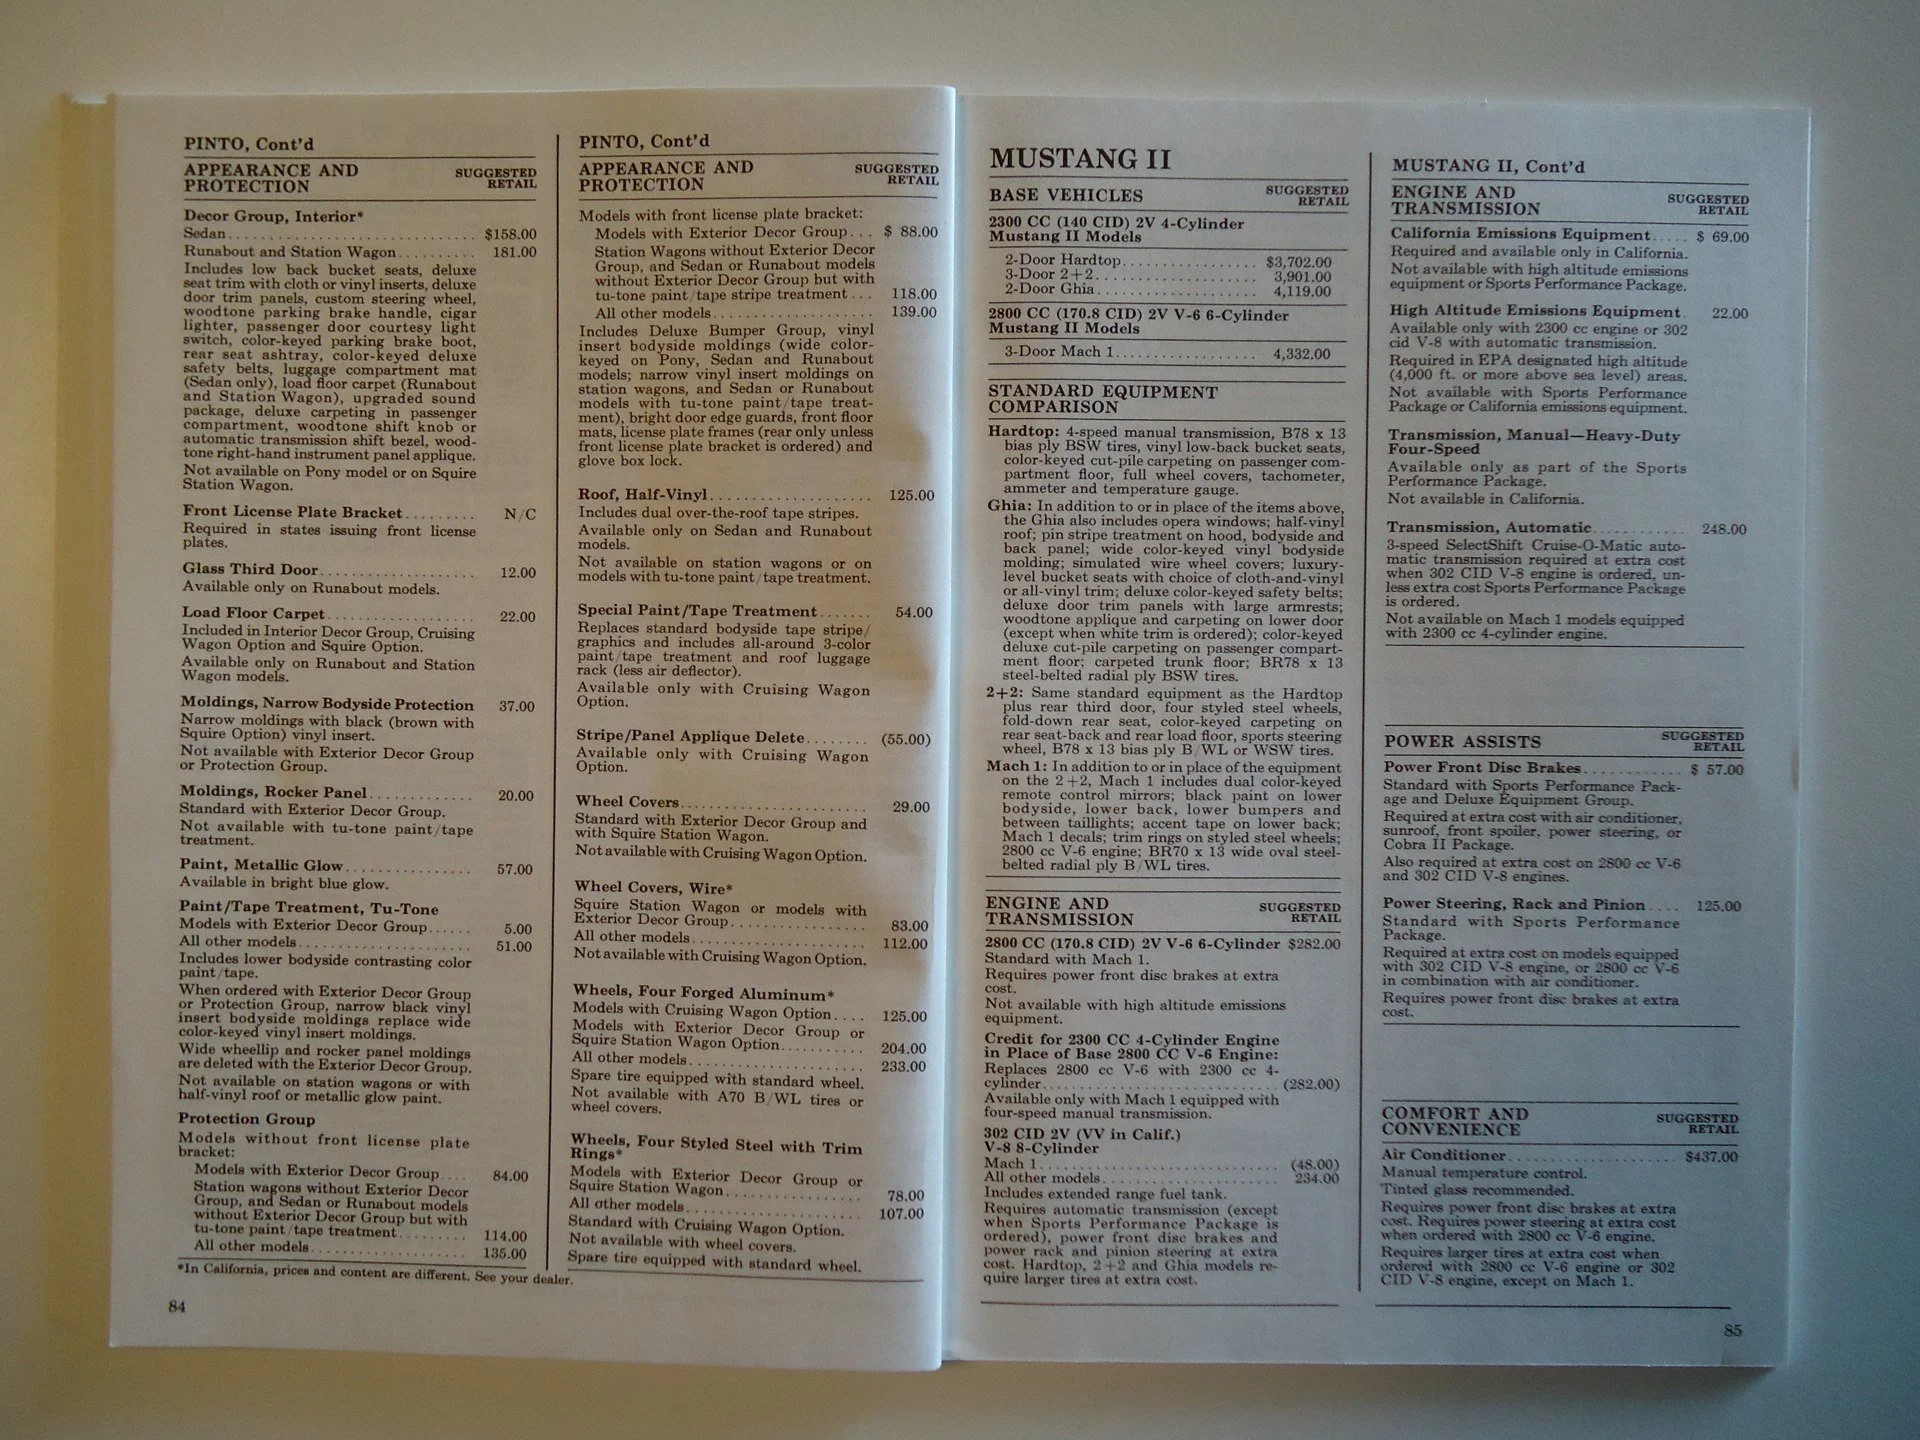 PINTO, Cont'd
APPEARANCE AND PROTECTION SUGGESTED RETAIL
Decor Group, Interior*
Sedan.............................. $158.00
Runabout and Station Wagon.......... 181.00
Includes low back bucket seats, deluxe
seat trim with cloth or vinyl inserts, deluxe
door trim panels, custom steering wheel,
woodtone parking brake handle, cigar
lighter, passenger door courtesy light
switch, color-keyed parking brake boot,
rear seat ashtray, color-keyed deluxe
safety belts, luggage compartment mat
(Sedan only), load floor carpet (Runabout
and Station Wagon), upgraded sound
package, deluxe carpeting in passenger
compartment, woodtone shift knob or
automatic transmission shift bezel, wood-
tone right-hand instrument panel applique.
Not available on Pony model or on Squire
Station Wagon.
Front License Plate Bracket......... N/C
Required in states issuing front license
plates.
Glass Third Door................... 12.00
Available only on Runabout models.
Load Floor Carpet.................. 22.00
Included in Interior Decor Group, Cruising
Wagon Option and Squire Option.
Available only on Runabout and Station
Wagon models.
Moldings, Narrow Bodyside Protection 37.00
Narrow moldings with black (brown with
Squire Option) vinyl insert.
Not available with Exterior Decor Group
or Protection Group.
Moldings, Rocker Panel............. 20.00
Standard with Exterior Decor Group.
Not available with tu-tone paint/tape
treatment.
Paint, Metallic Glow................ 57.00
Available in bright blue glow.
Paint/Tape Treatment, Tu-Tone
Models with Exterior Decor Group...... 5.00
All other models..................... 51.00
Includes lower bodyside contrasting color
paint/tape.
When ordered with Exterior Decor Group
or Protection Group, narrow black vinyl
insert bodyside moldings replace wide
color-keyed vinyl insert moldings.
Wide wheellip and rocker panel moldings
are deleted with the Exterior Decor Group.
Not available on station wagons or with
half-vinyl roof or metallic glow paint.
Protection Group
Models without front license plate
bracket:
Models with Exterior Decor Group.... 84.00
Station wagons without Exterior Decor
Group, and Sedan or Runabout models
without Exterior Decor Group but with
tu-tone paint/tape treatment......... 114.00
All other models.................... 135.00
*In California, prices and content are different. See your dealer.
84
PINTO, Cont'd
APPEARANCE AND PROTECTION SUGGESTED RETAIL
Models with front license plate bracket:
Models with Exterior Decor Group... $ 88.00
Station Wagons without Exterior Decor
Group, and Sedan or Runabout models
without Exterior Decor Group but with
tu-tone paint/tape stripe treatment... 118.00
All other models.................... 139.00
Includes Deluxe Bumper Group, vinyl
insert bodyside moldings (wide color-
keyed on Pony, Sedan and Runabout
models; narrow vinyl insert moldings on
station wagons, and Sedan or Runabout
models with tu-tone paint/tape treat-
ment), bright door edge guards, front floor
mats, license plate frames (rear only unless
front license plate bracket is ordered) and
glove box lock.
Roof, Half-Vinyl.................... 125.00
Includes dual over-the-roof tape stripes.
Available only on Sedan and Runabout
models.
Not available on station wagons or on
models with tu-tone paint/tape treatment.
Special Paint/Tape Treatment....... 54.00
Replaces standard bodyside tape stripe/
graphics and includes all-around 3-color
paint/tape treatment and roof luggage
rack (less air deflector).
Available only with Cruising Wagon
Option.
Stripe/Panel Applique Delete........ (55.00)
Available only with Cruising Wagon
Option.
Wheel Covers....................... 29.00
Standard with Exterior Decor Group and
with Squire Station Wagon.
Not available with Cruising Wagon Option.
Wheel Covers, Wire*
Squire Station Wagon or models with
Exterior Decor Group................. 83.00
All other models..................... 112.00
Not available with Cruising Wagon Option.
Wheels, Four Forged Aluminum*
Models with Cruising Wagon Option.... 125.00
Models with Exterior Decor Group or
Squire Station Wagon Option.......... 204.00
All other models..................... 233.00
Spare tire equipped with standard wheel.
Not available with A70 B/WL tires or
wheel covers.
Wheels, Four Styled Steel with Trim
Rings*
Models with Exterior Decor Group or
Squire Station Wagon................. 78.00
All other models..................... 107.00
Standard with Cruising Wagon Option.
Not available with wheel covers.
Spare tire equipped with standard wheel.
MUSTANG II
BASE VEHICLES SUGGESTED RETAIL
2300 CC (140 CID) 2V 4-Cylinder
Mustang II Models
2-Door Hardtop................. $3,702.00
3-Door 2+2.................... 3,901.00
2-Door Ghia.................... 4,119.00
2800 CC (170.8 CID) 2V V-6 6-Cylinder
Mustang II Models
3-Door Mach 1................. 4,332.00
STANDARD EQUIPMENT
COMPARISON
Hardtop: 4-speed manual transmission, B78 x 13
bias ply BSW tires, vinyl low-back bucket seats,
color-keyed cut-pile carpeting on passenger com-
partment floor, full wheel covers, tachometer,
ammeter and temperature gauge.
Ghia: In addition to or in place of the items above,
the Ghia also includes opera windows; half-vinyl
roof; pin stripe treatment on hood, bodyside and
back panel; wide color-keyed vinyl bodyside
molding; simulated wire wheel covers; luxury-
level bucket seats with choice of cloth-and-vinyl
or all-vinyl trim; deluxe color-keyed safety belts;
deluxe door trim panels with large armrests;
woodtone applique and carpeting on lower door
(except when white trim is ordered); color-keyed
deluxe cut-pile carpeting on passenger compart-
ment floor; carpeted trunk floor; BR78 x 13
steel-belted radial ply BSW tires.
2+2: Same standard equipment as the Hardtop
plus rear third door, four styled steel wheels,
fold-down rear seat, color-keyed carpeting on
rear seat-back and rear load floor, sports steering
wheel, B78 x 13 bias ply B/WL or WSW tires.
Mach 1: In addition to or in place of the equipment
on the 2+2, Mach 1 includes dual color-keyed
remote control mirrors; black paint on lower
bodyside, lower back, lower bumpers and
between taillights; accent tape on lower back;
Mach 1 decals; trim rings on styled steel wheels;
2800 cc V-6 engine; BR70 x 13 wide oval steel-
belted radial ply B/WL tires.
ENGINE AND TRANSMISSION SUGGESTED RETAIL
2800 CC (170.8 CID) 2V V-6 6-Cylinder $282.00
Standard with Mach 1.
Requires power front disc brakes at extra
cost.
Not available with high altitude emissions
equipment.
Credit for 2300 CC 4-Cylinder Engine
in Place of Base 2800 CC V-6 Engine:
Replaces 2800 cc V-6 with 2300 cc 4-
cylinder............................. (282.00)
Available only with Mach 1 equipped with
four-speed manual transmission.
302 CID 2V (VV in Calif.)
V-8 8-Cylinder
Mach 1............................. (48.00)
All other models..................... 234.00
Includes extended range fuel tank.
Requires automatic transmission (except
when Sports Performance Package is
ordered), power front disc brakes and
power rack and pinion steering at extra
cost. Hardtop, 2+2 and Ghia models re-
quire larger tires at extra cost.
MUSTANG II, Cont'd
ENGINE AND TRANSMISSION SUGGESTED RETAIL
California Emissions Equipment..... $ 69.00
Required and available only in California.
Not available with high altitude emissions
equipment or Sports Performance Package.
High Altitude Emissions Equipment. 22.00
Available only with 2300 cc engine or 302
cid V-8 with automatic transmission.
Required in EPA designated high altitude
(4,000 ft. or more above sea level) areas.
Not available with Sports Performance
Package or California emissions equipment.
Transmission, Manual—Heavy-Duty
Four-Speed
Available only as part of the Sports
Performance Package.
Not available in California.
Transmission, Automatic............ 248.00
3-speed SelectShift Cruise-O-Matic auto-
matic transmission required at extra cost
when 302 CID V-8 engine is ordered, un-
less extra cost Sports Performance Package
is ordered.
Not available on Mach 1 models equipped
with 2300 cc 4-cylinder engine.
POWER ASSISTS SUGGESTED RETAIL
Power Front Disc Brakes............ $ 57.00
Standard with Sports Performance Pack-
age and Deluxe Equipment Group.
Required at extra cost with air conditioner,
sunroof, front spoiler, power steering, or
Cobra II Package.
Also required at extra cost on 2800 cc V-6
and 302 CID V-8 engines.
Power Steering, Rack and Pinion.... 125.00
Standard with Sports Performance
Package.
Required at extra cost on models equipped
with 302 CID V-8 engine, or 2800 cc V-6
in combination with air conditioner.
Requires power front disc brakes at extra
cost.
COMFORT AND CONVENIENCE SUGGESTED RETAIL
Air Conditioner..................... $437.00
Manual temperature control.
Tinted glass recommended.
Requires power front disc brakes at extra
cost. Requires power steering at extra cost
when ordered with 2800 cc V-6 engine.
Requires larger tires at extra cost when
ordered with 2800 cc V-6 engine or 302
CID V-8 engine, except on Mach 1.
85